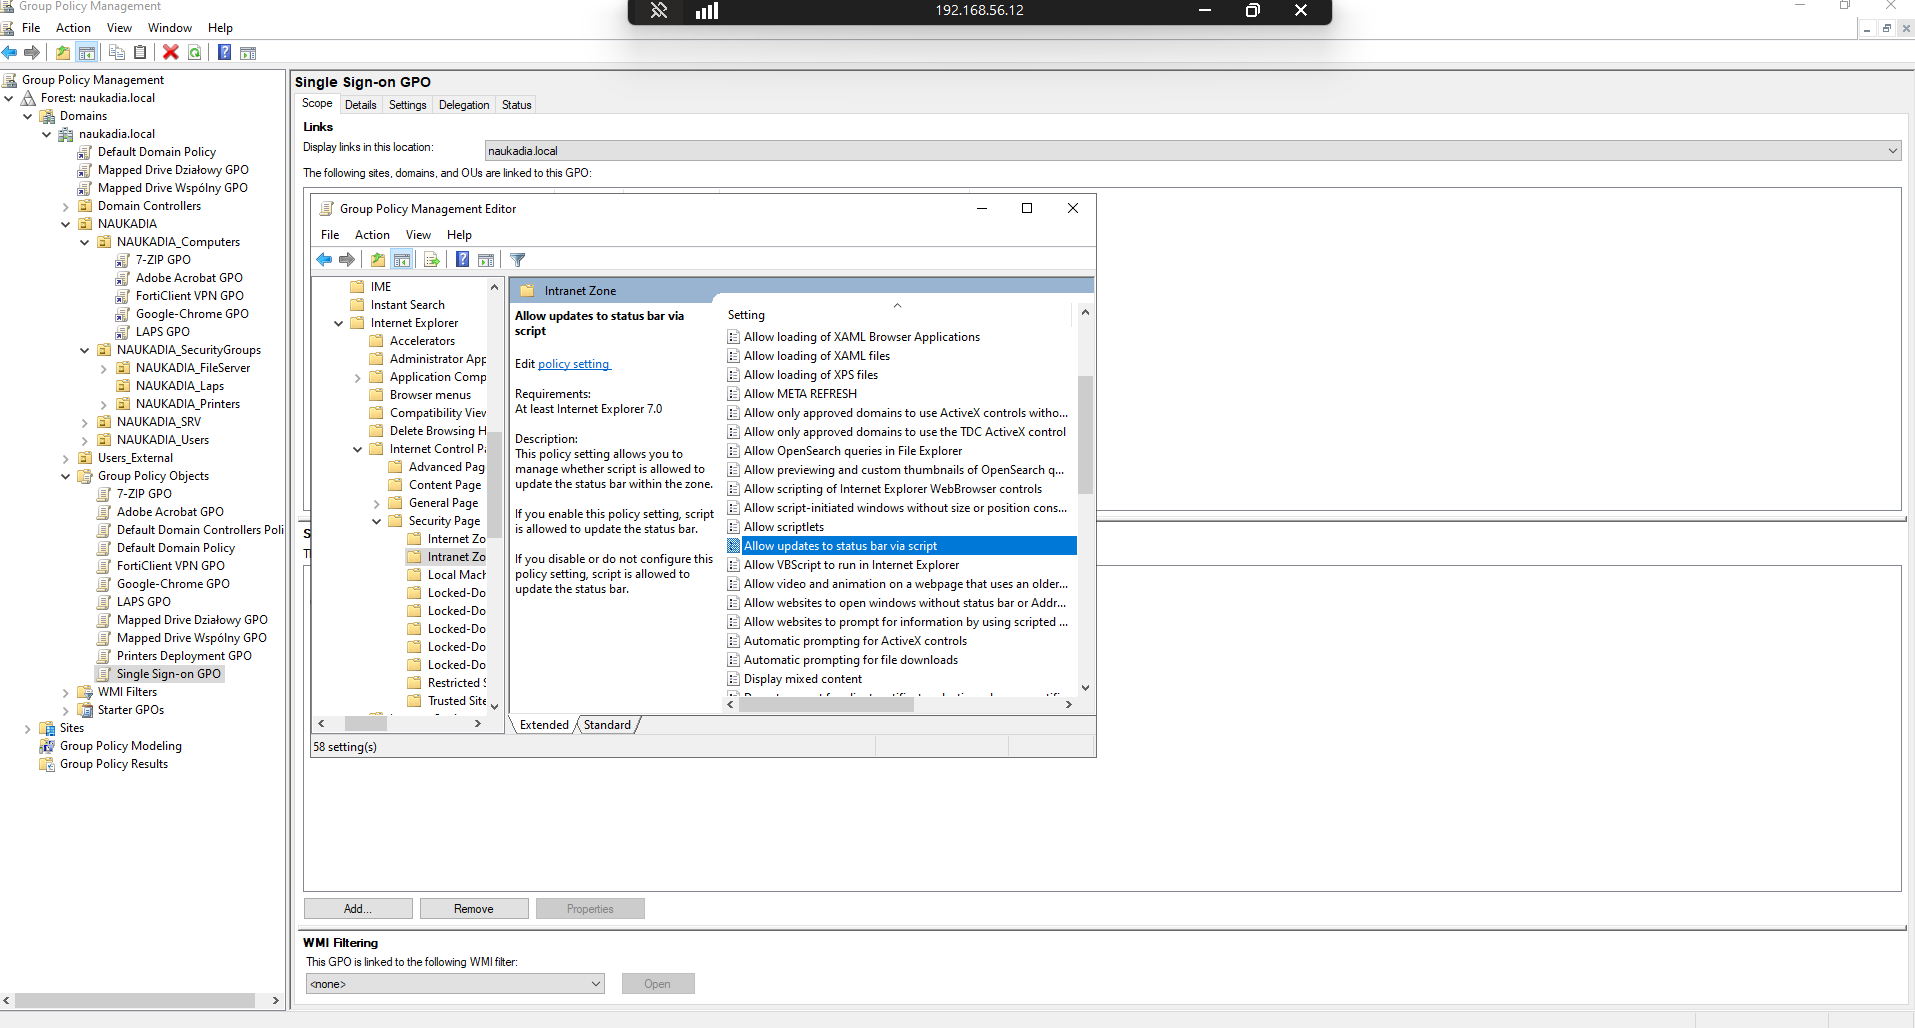 Group Policy Management
192.168.56.12
File Action View Window Help
Group Policy Management
Forest: naukadia.local
Domains
naukadia.local
Default Domain Policy
Mapped Drive Działowy GPO
Mapped Drive Wspólny GPO
Domain Controllers
NAUKADIA
NAUKADIA_Computers
7-ZIP GPO
Adobe Acrobat GPO
FortiClient VPN GPO
Google-Chrome GPO
LAPS GPO
NAUKADIA_SecurityGroups
NAUKADIA_FileServer
NAUKADIA_Laps
NAUKADIA_Printers
NAUKADIA_SRV
NAUKADIA_Users
Users_External
Group Policy Objects
7-ZIP GPO
Adobe Acrobat GPO
Default Domain Controllers Poli
Default Domain Policy
FortiClient VPN GPO
Google-Chrome GPO
LAPS GPO
Mapped Drive Działowy GPO
Mapped Drive Wspólny GPO
Printers Deployment GPO
Single Sign-on GPO
WMI Filters
Starter GPOs
Sites
Group Policy Modeling
Group Policy Results
Single Sign-on GPO
Scope Details Settings Delegation Status
Links
Display links in this location:
naukadia.local
The following sites, domains, and OUs are linked to this GPO:
Group Policy Management Editor
File Action View Help
IME
Instant Search
Internet Explorer
Accelerators
Administrator App
Application Comp
Browser menus
Compatibility View
Delete Browsing H
Internet Control Pa
Advanced Pag
Content Page
General Page
Security Page
Internet Zo
Intranet Zo
Local Mach
Locked-Do
Locked-Do
Locked-Do
Locked-Do
Locked-Do
Restricted S
Trusted Site
Intranet Zone
Allow updates to status bar via
script
Edit policy setting
Requirements:
At least Internet Explorer 7.0
Description:
This policy setting allows you to
manage whether script is allowed to
update the status bar within the zone.
If you enable this policy setting, script
is allowed to update the status bar.
If you disable or do not configure this
policy setting, script is allowed to
update the status bar.
Setting
Allow loading of XAML Browser Applications
Allow loading of XAML files
Allow loading of XPS files
Allow META REFRESH
Allow only approved domains to use ActiveX controls witho...
Allow only approved domains to use the TDC ActiveX control
Allow OpenSearch queries in File Explorer
Allow previewing and custom thumbnails of OpenSearch q...
Allow scripting of Internet Explorer WebBrowser controls
Allow script-initiated windows without size or position cons...
Allow scriptlets
Allow updates to status bar via script
Allow VBScript to run in Internet Explorer
Allow video and animation on a webpage that uses an older...
Allow websites to open windows without status bar or Addr...
Allow websites to prompt for information by using scripted ...
Automatic prompting for ActiveX controls
Automatic prompting for file downloads
Display mixed content
Extended Standard
58 setting(s)
Add... Remove Properties
WMI Filtering
This GPO is linked to the following WMI filter:
<none>
Open